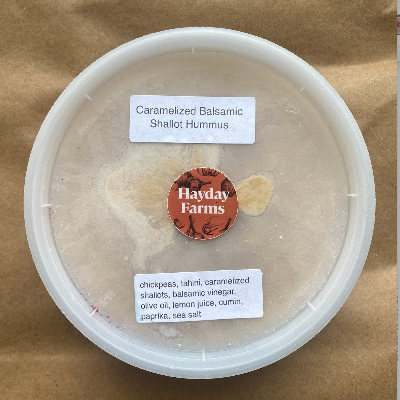 Caramelized Balsamic
Shallot Hummus
Hayday
Farms
chickpeas, tahini, caramelized
shallots, balsamic vinegar,
olive oil, lemon juice, cumin,
paprika, sea salt